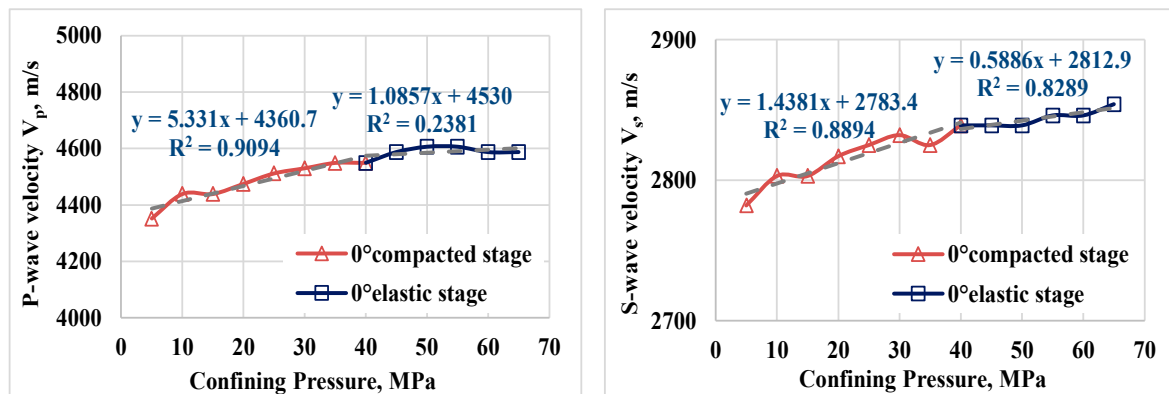 5000
4800
4600
4400
4200
4000
P-wave velocity Vp, m/s
y = 5.331x + 4360.7
R² = 0.9094
y = 1.0857x + 4530
R² = 0.2381
0°compacted stage
0°elastic stage
0 10 20 30 40 50 60 70
Confining Pressure, MPa
2900
2800
2700
S-wave velocity Vs, m/s
y = 1.4381x + 2783.4
R² = 0.8894
y = 0.5886x + 2812.9
R² = 0.8289
0°compacted stage
0°elastic stage
0 10 20 30 40 50 60 70
Confining Pressure, MPa